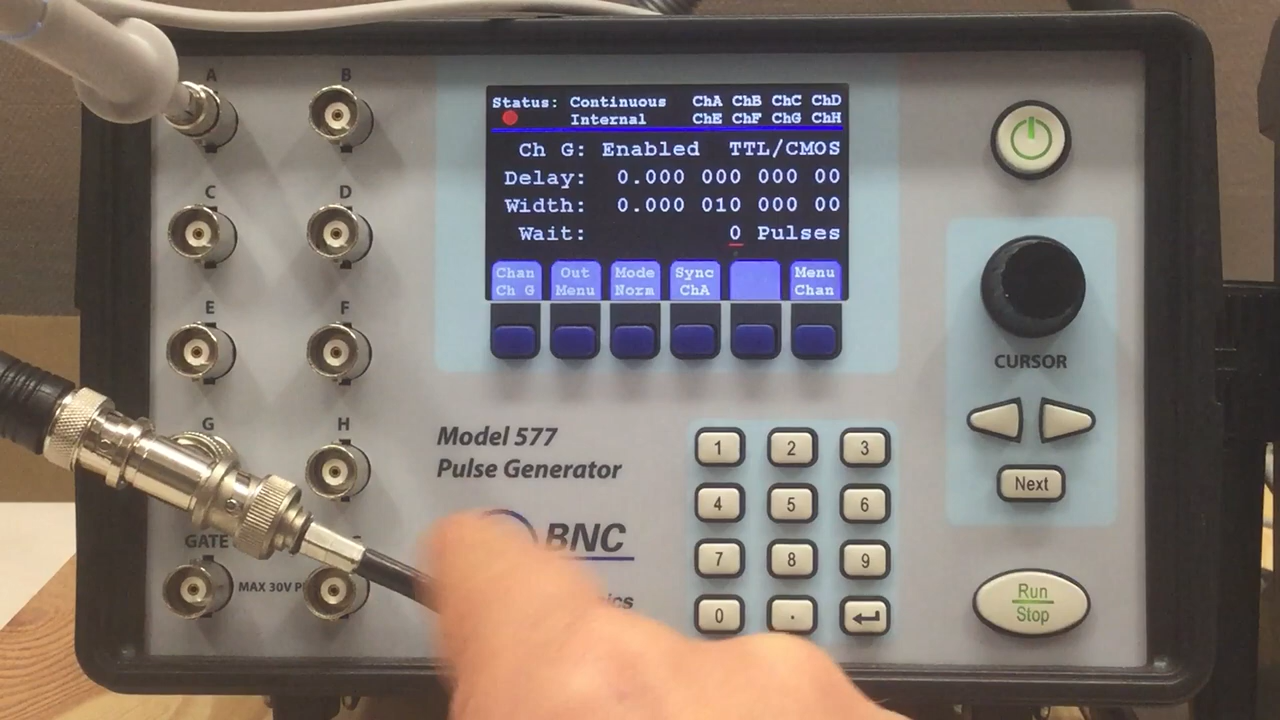 A
B
C
D
E
F
G
H
GATE
MAX 30V
Status: Continuous ChA ChB ChC ChD
Internal ChE ChF ChG ChH
Ch G: Enabled TTL/CMOS
Delay: 0.000 000 000 00
Width: 0.000 010 000 00
Wait: 0 Pulses
Chan Out Mode Sync Menu
Ch G Menu Norm ChA Chan
Model 577
Pulse Generator
BNC
1 2 3
4 5 6
7 8 9
0 .
CURSOR
Next
Run
Stop